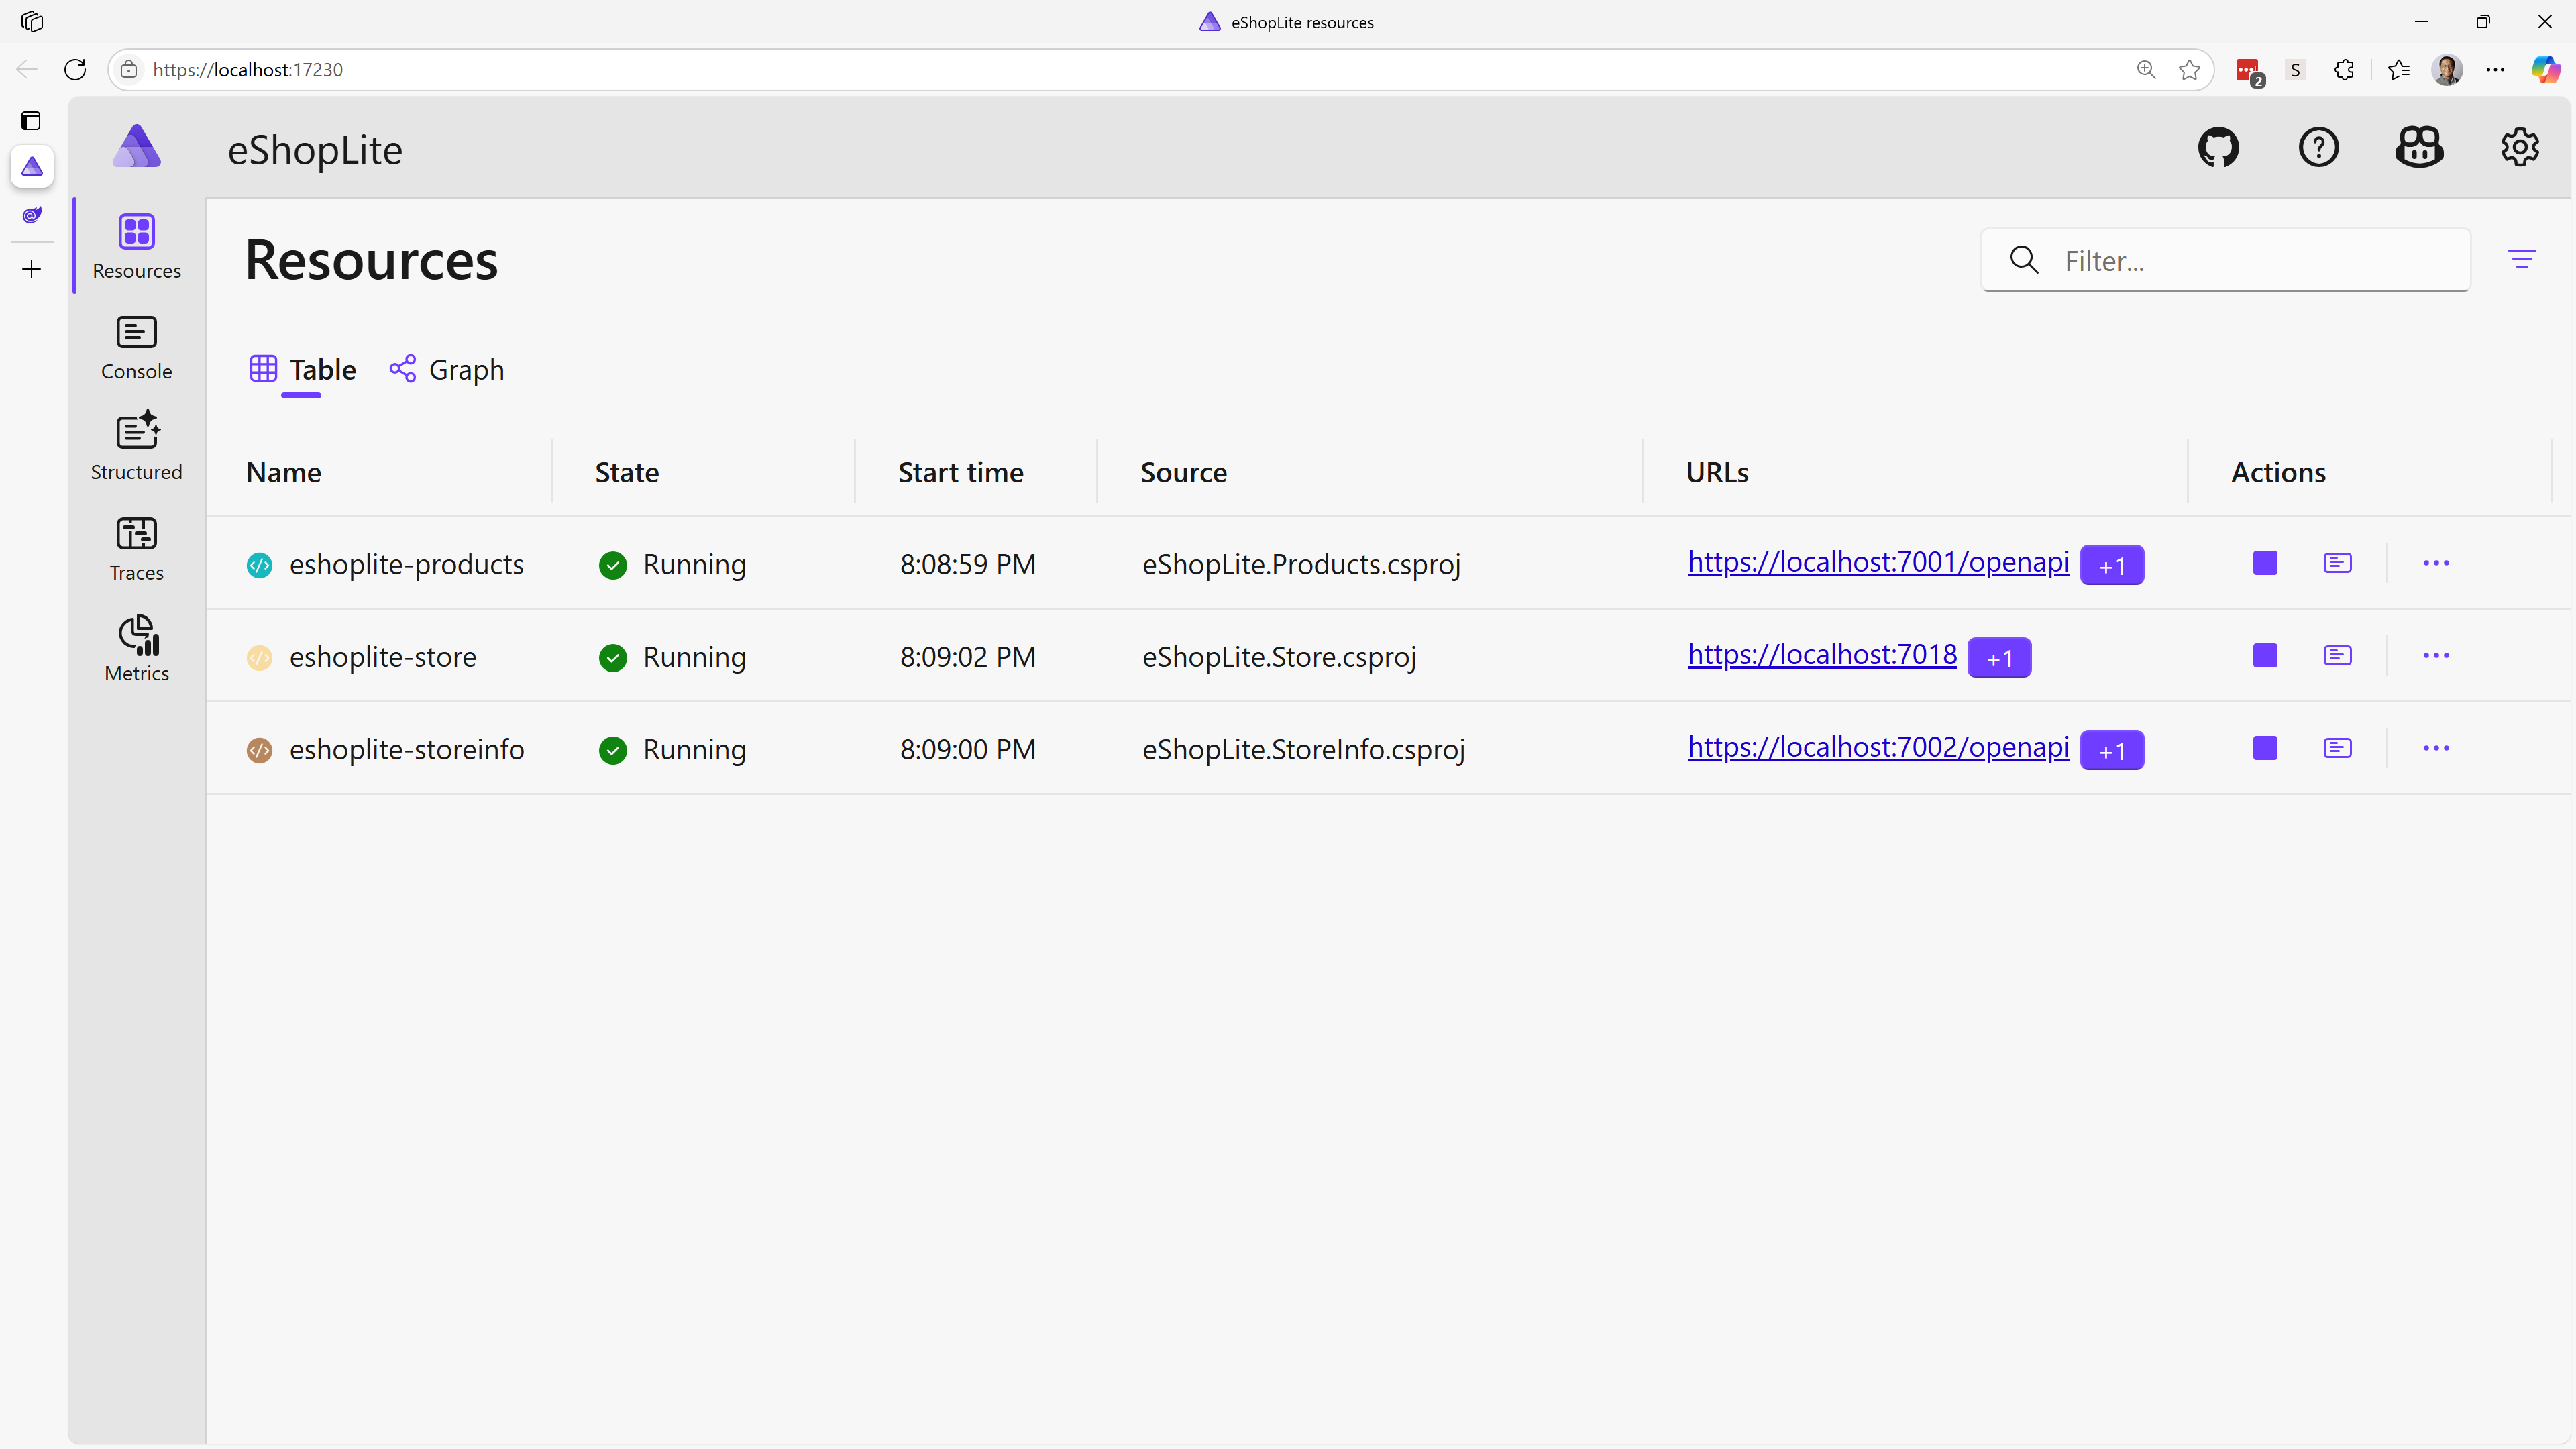 eShopLite resources
https://localhost:17230
2
S
eShopLite
Resources
Console
Structured
Traces
Metrics
Resources
Filter...
Table Graph
Name State Start time Source URLs Actions
eshoplite-products Running 8:08:59 PM eShopLite.Products.csproj https://localhost:7001/openapi +1
eshoplite-store Running 8:09:02 PM eShopLite.Store.csproj https://localhost:7018 +1
eshoplite-storeinfo Running 8:09:00 PM eShopLite.StoreInfo.csproj https://localhost:7002/openapi +1